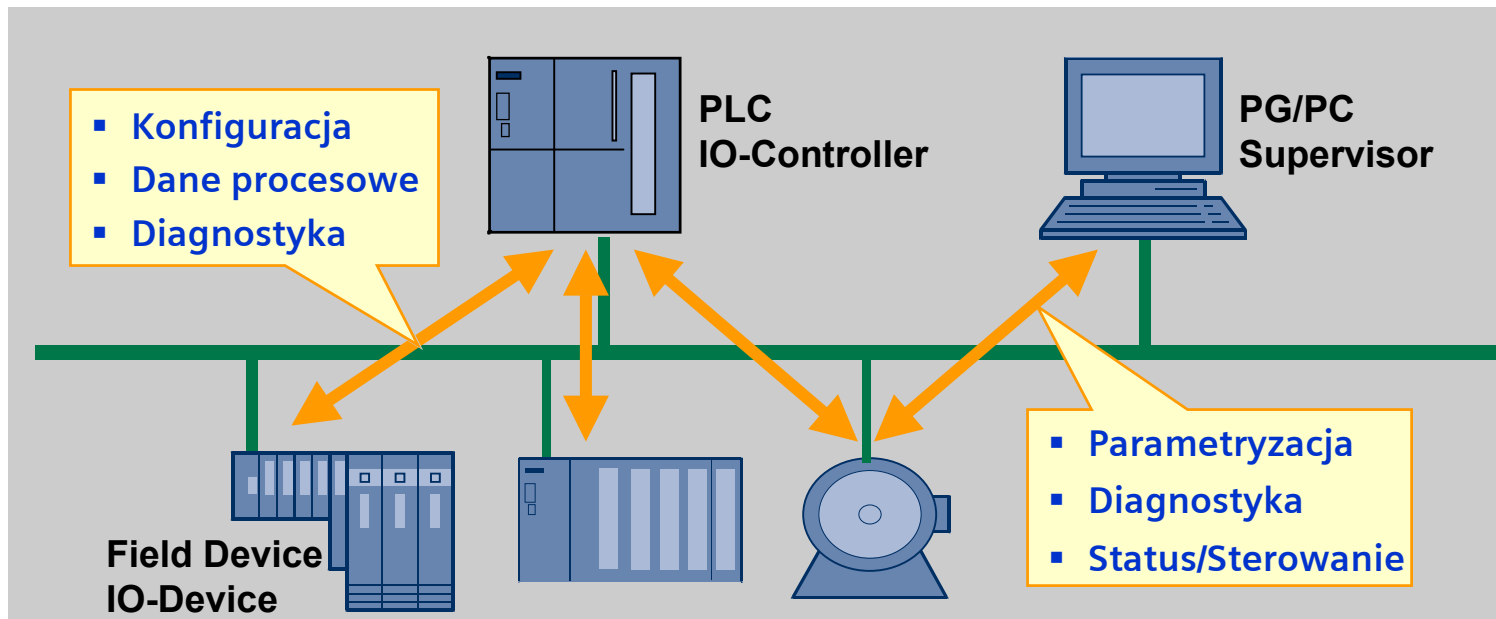 ▪ Konfiguracja
▪ Dane procesowe
▪ Diagnostyka
PLC
IO-Controller
PG/PC
Supervisor
Field Device
IO-Device
▪ Parametryzacja
▪ Diagnostyka
▪ Status/Sterowanie